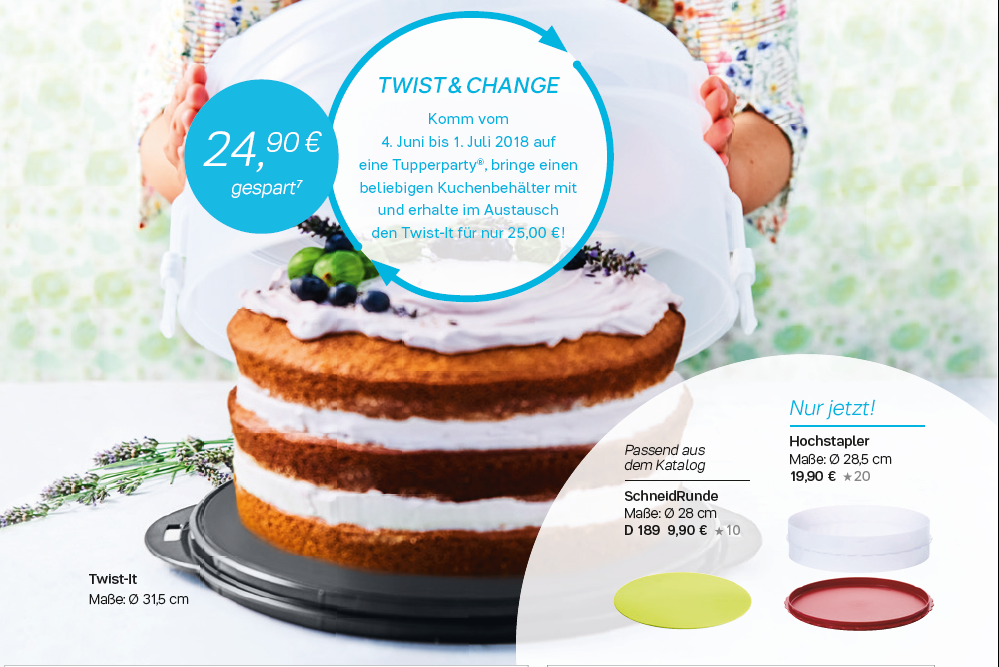 TWIST & CHANGE
Komm vom
4. Juni bis 1. Juli 2018 auf
eine Tupperparty®, bringe einen
beliebigen Kuchenbehälter mit
und erhalte im Austausch
den Twist-It für nur 25,00 €!
24,90 €
gespart⁷
Nur jetzt!
Hochstapler
Maße: Ø 28,5 cm
19,90 € ★20
Passend aus
dem Katalog
SchneidRunde
Maße: Ø 28 cm
D 189 9,90 € ★10
Twist-It
Maße: Ø 31,5 cm